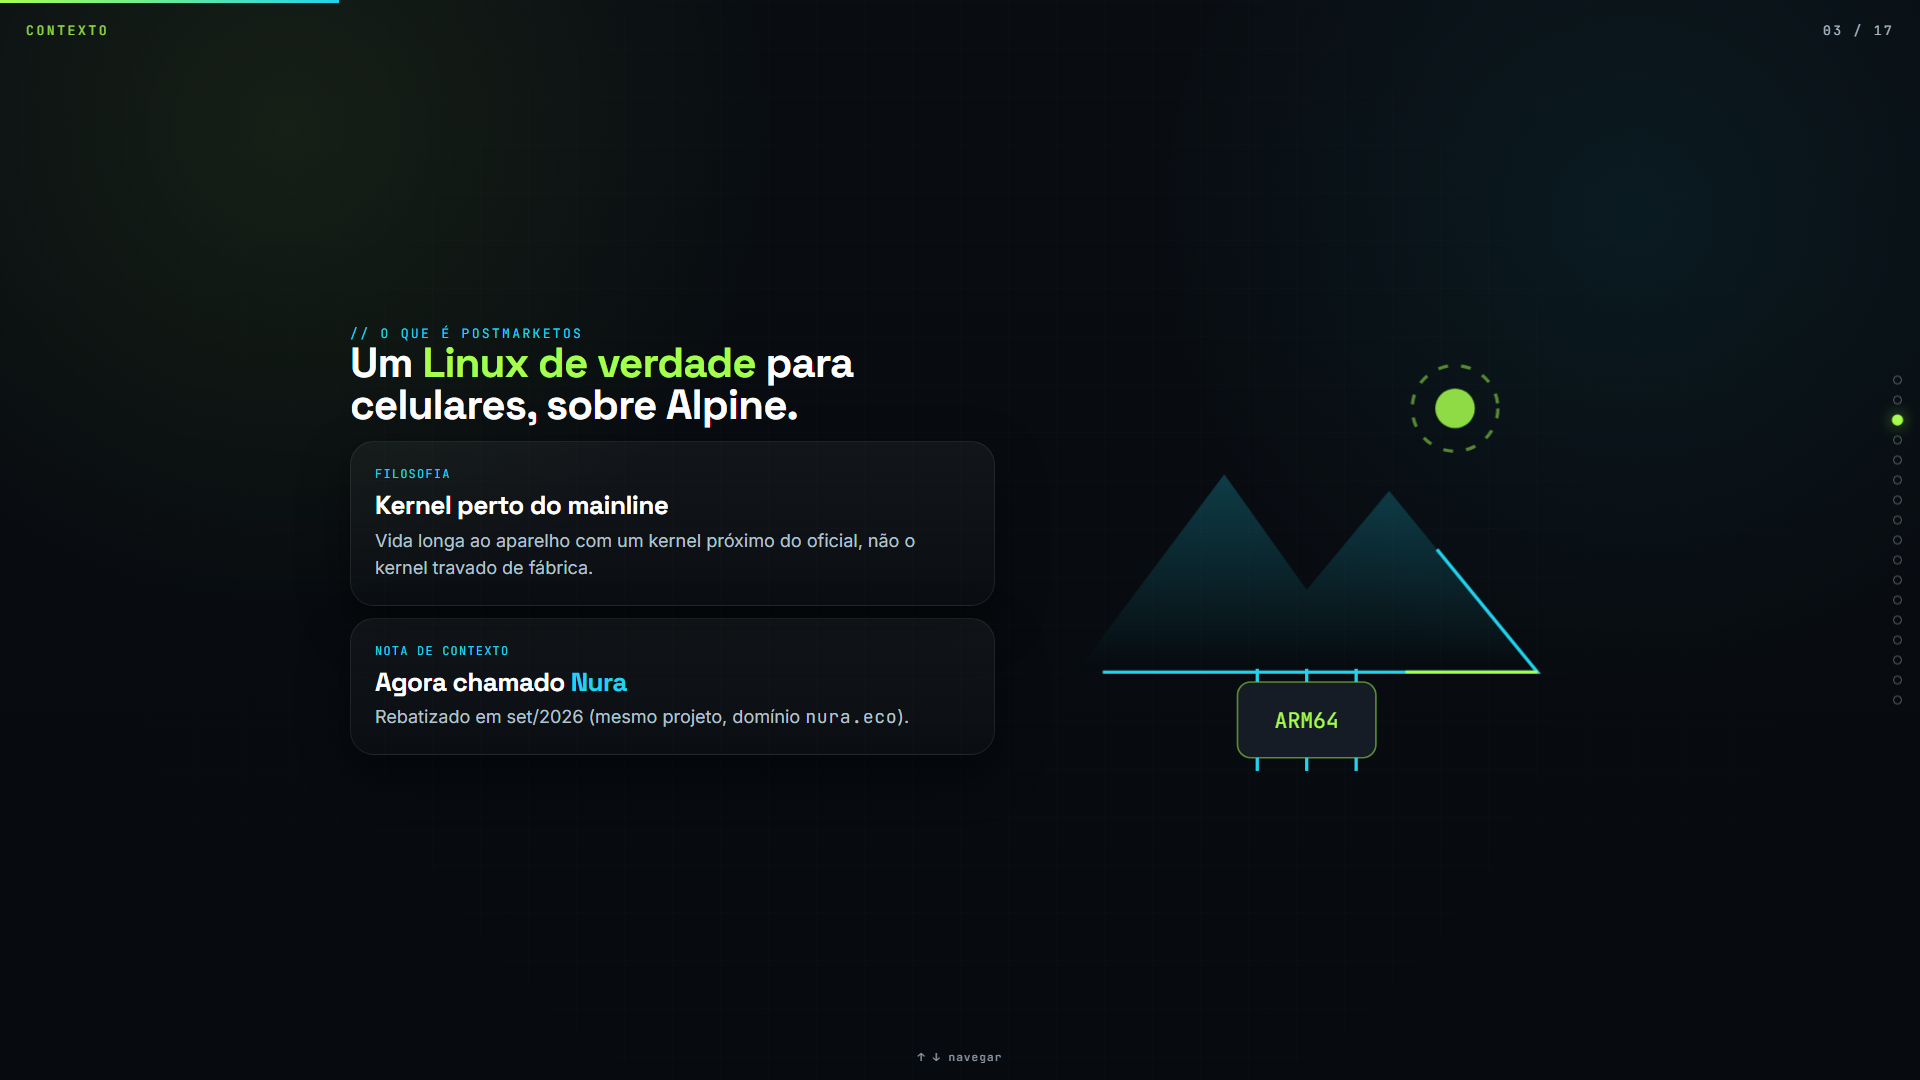 CONTEXTO
03 / 17
// O QUE É POSTMARKETOS
Um Linux de verdade para
celulares, sobre Alpine.
FILOSOFIA
Kernel perto do mainline
Vida longa ao aparelho com um kernel próximo do oficial, não o
kernel travado de fábrica.
NOTA DE CONTEXTO
Agora chamado Nura
Rebatizado em set/2026 (mesmo projeto, domínio nura.eco).
ARM64
↑ ↓ navegar